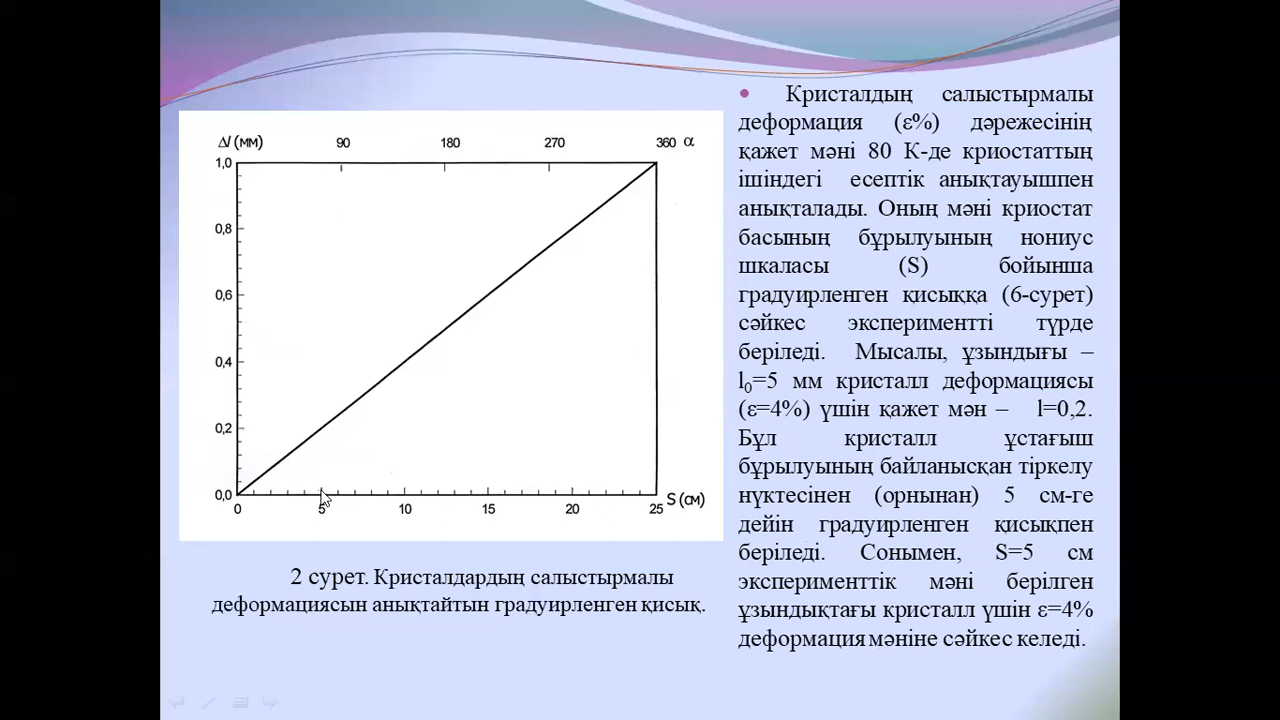 Δl (мм) 90 180 270 360 α
1,0
0,8
0,6
0,4
0,2
0,0
0 5 10 15 20 25 S (см)
2 сурет. Кристалдардың салыстырмалы
деформациясын анықтайтын градуирленген қисық.
• Кристалдың салыстырмалы
деформация (ε%) дәрежесінің
қажет мәні 80 К-де криостаттың
ішіндегі есептік анықтауышпен
анықталады. Оның мәні криостат
басының бұрылуының нониус
шкаласы (S) бойынша
градуирленген қисыққа (6-сурет)
сәйкес экспериментті түрде
беріледі. Мысалы, ұзындығы –
l₀=5 мм кристалл деформациясы
(ε=4%) үшін қажет мән – l=0,2.
Бұл кристалл ұстағыш
бұрылуының байланысқан тіркелу
нүктесінен (орнынан) 5 см-ге
дейін градуирленген қисықпен
беріледі. Сонымен, S=5 см
эксперименттік мәні берілген
ұзындықтағы кристалл үшін ε=4%
деформация мәніне сәйкес келеді.